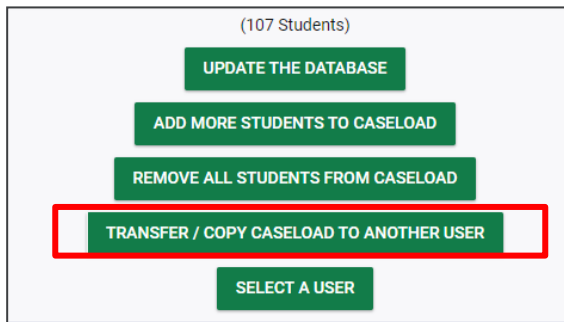 (107 Students)
UPDATE THE DATABASE
ADD MORE STUDENTS TO CASELOAD
REMOVE ALL STUDENTS FROM CASELOAD
TRANSFER / COPY CASELOAD TO ANOTHER USER
SELECT A USER